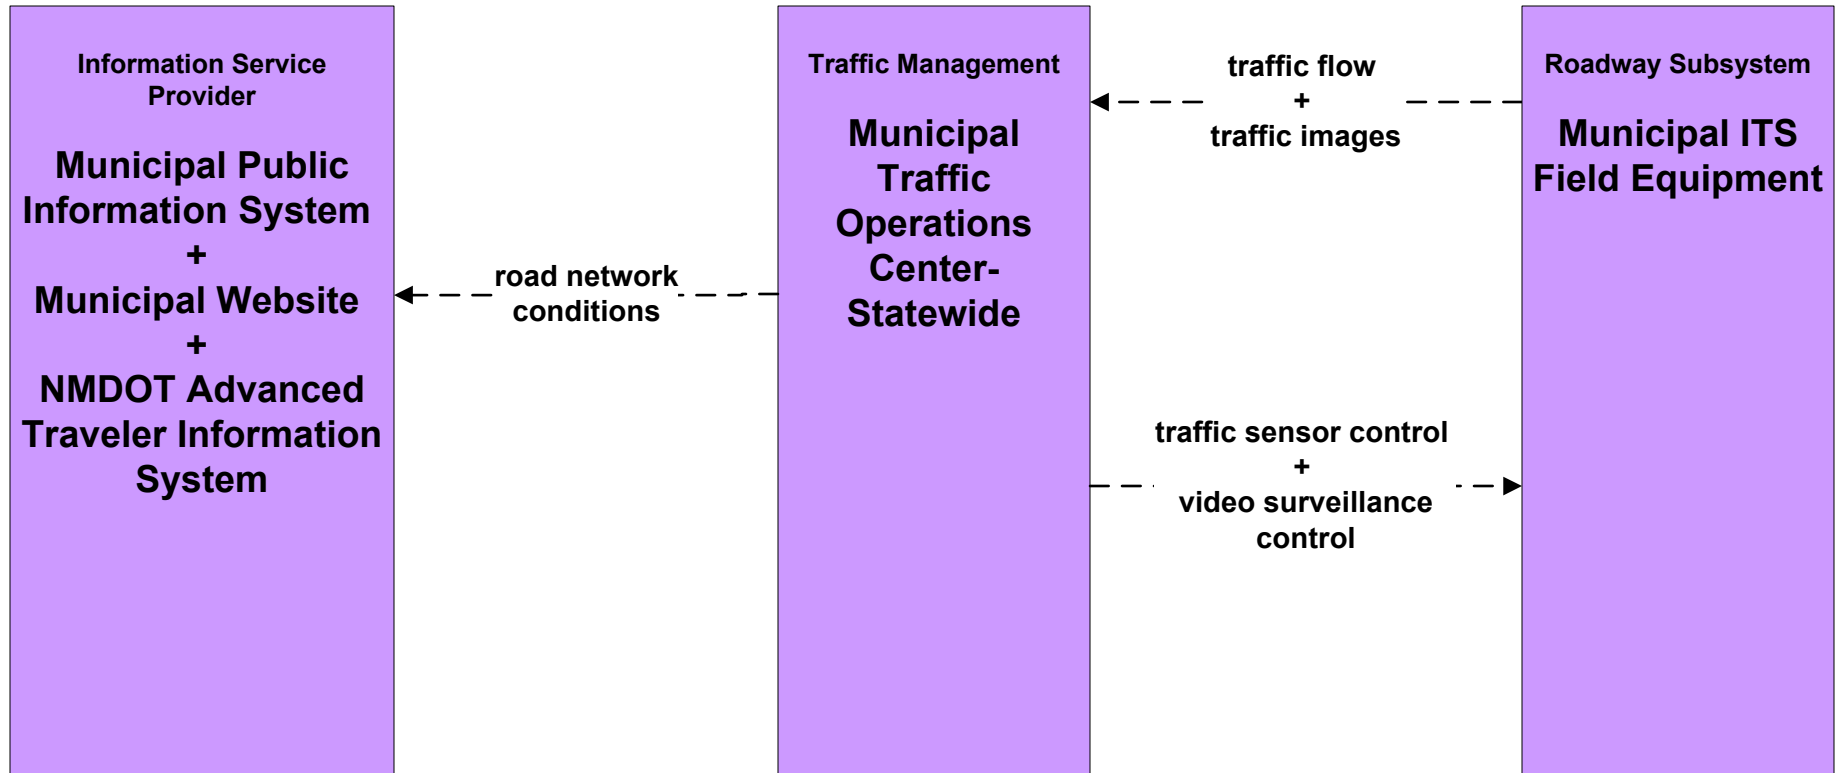 Information Service
Provider
Municipal Public
Information System
+
Municipal Website
+
NMDOT Advanced
Traveler Information
System
road network
conditions
Traffic Management
Municipal
Traffic
Operations
Center-
Statewide
traffic flow
+
traffic images
traffic sensor control
+
video surveillance
control
Roadway Subsystem
Municipal ITS
Field Equipment